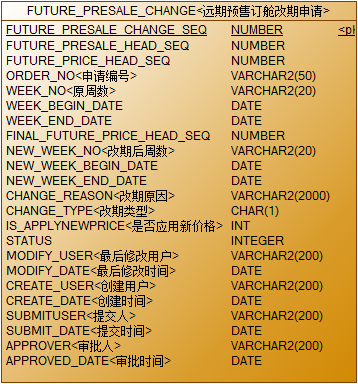 FUTURE_PRESALE_CHANGE<远期预售订舱改期申请>
FUTURE_PRESALE_CHANGE_SEQ NUMBER <pk
FUTURE_PRESALE_HEAD_SEQ NUMBER
FUTURE_PRICE_HEAD_SEQ NUMBER
ORDER_NO<申请编号> VARCHAR2(50)
WEEK_NO<原周数> VARCHAR2(20)
WEEK_BEGIN_DATE DATE
WEEK_END_DATE DATE
FINAL_FUTURE_PRICE_HEAD_SEQ NUMBER
NEW_WEEK_NO<改期后周数> VARCHAR2(20)
NEW_WEEK_BEGIN_DATE DATE
NEW_WEEK_END_DATE DATE
CHANGE_REASON<改期原因> VARCHAR2(2000)
CHANGE_TYPE<改期类型> CHAR(1)
IS_APPLYNEWPRICE<是否应用新价格> INT
STATUS INTEGER
MODIFY_USER<最后修改用户> VARCHAR2(200)
MODIFY_DATE<最后修改时间> DATE
CREATE_USER<创建用户> VARCHAR2(200)
CREATE_DATE<创建时间> DATE
SUBMITUSER<提交人> VARCHAR2(200)
SUBMIT_DATE<提交时间> DATE
APPROVER<审批人> VARCHAR2(200)
APPROVED_DATE<审批时间> DATE